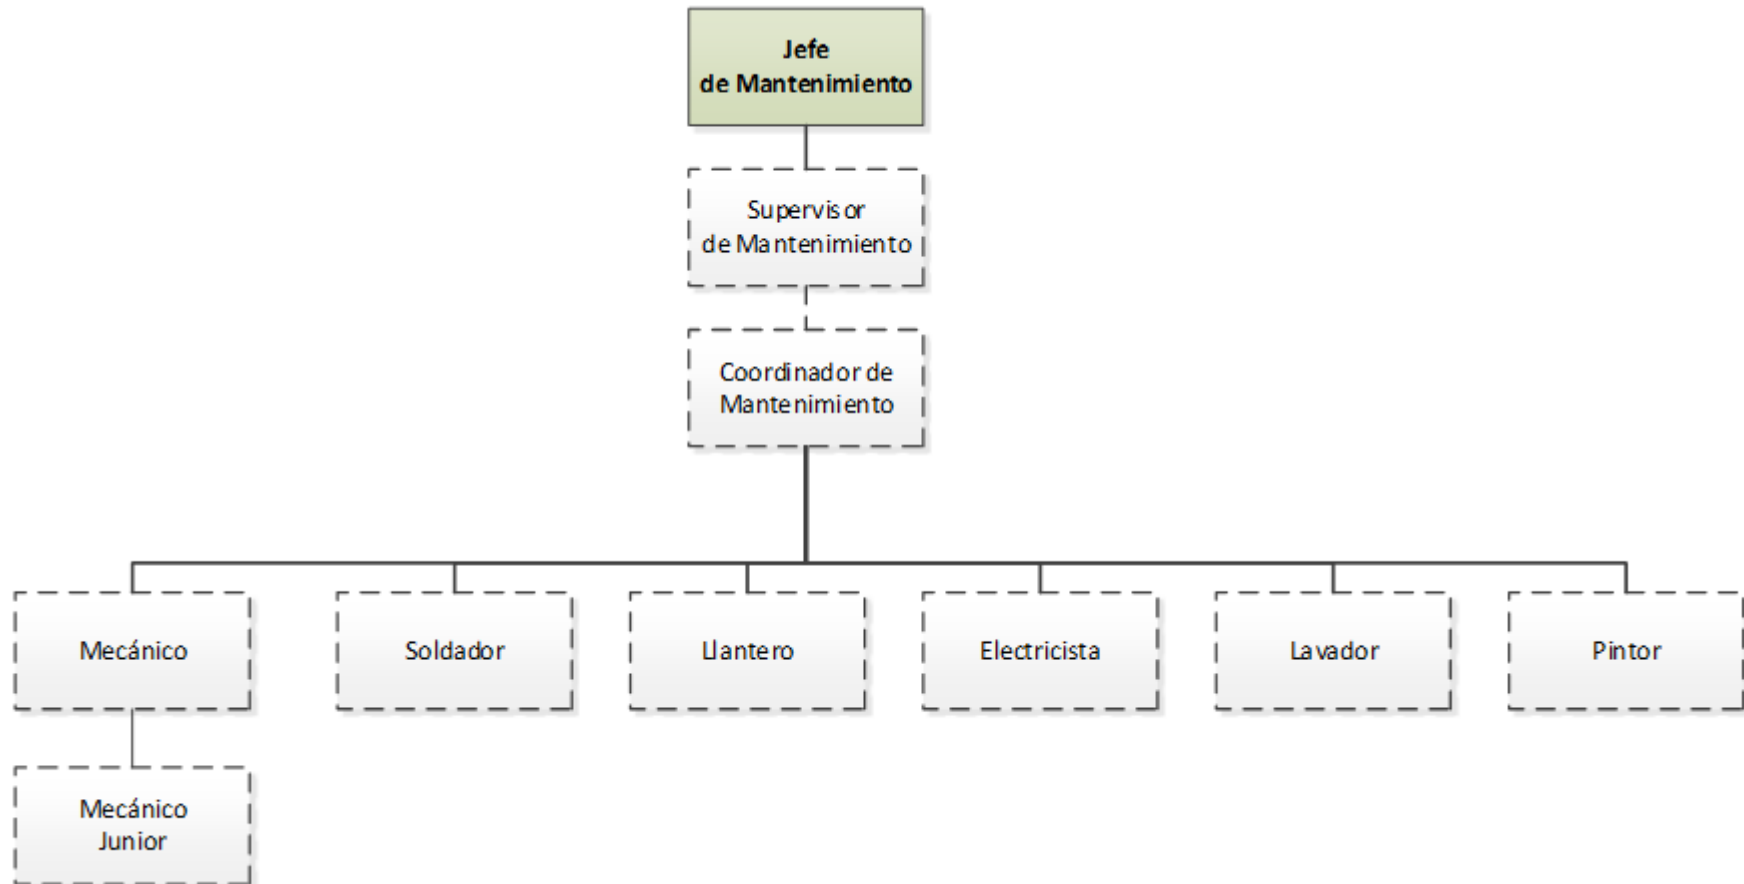 Jefe
de Mantenimiento
Supervisor
de Mantenimiento
Coordinador de
Mantenimiento
Mecánico
Soldador
Llantero
Electricista
Lavador
Pintor
Mecánico
Junior